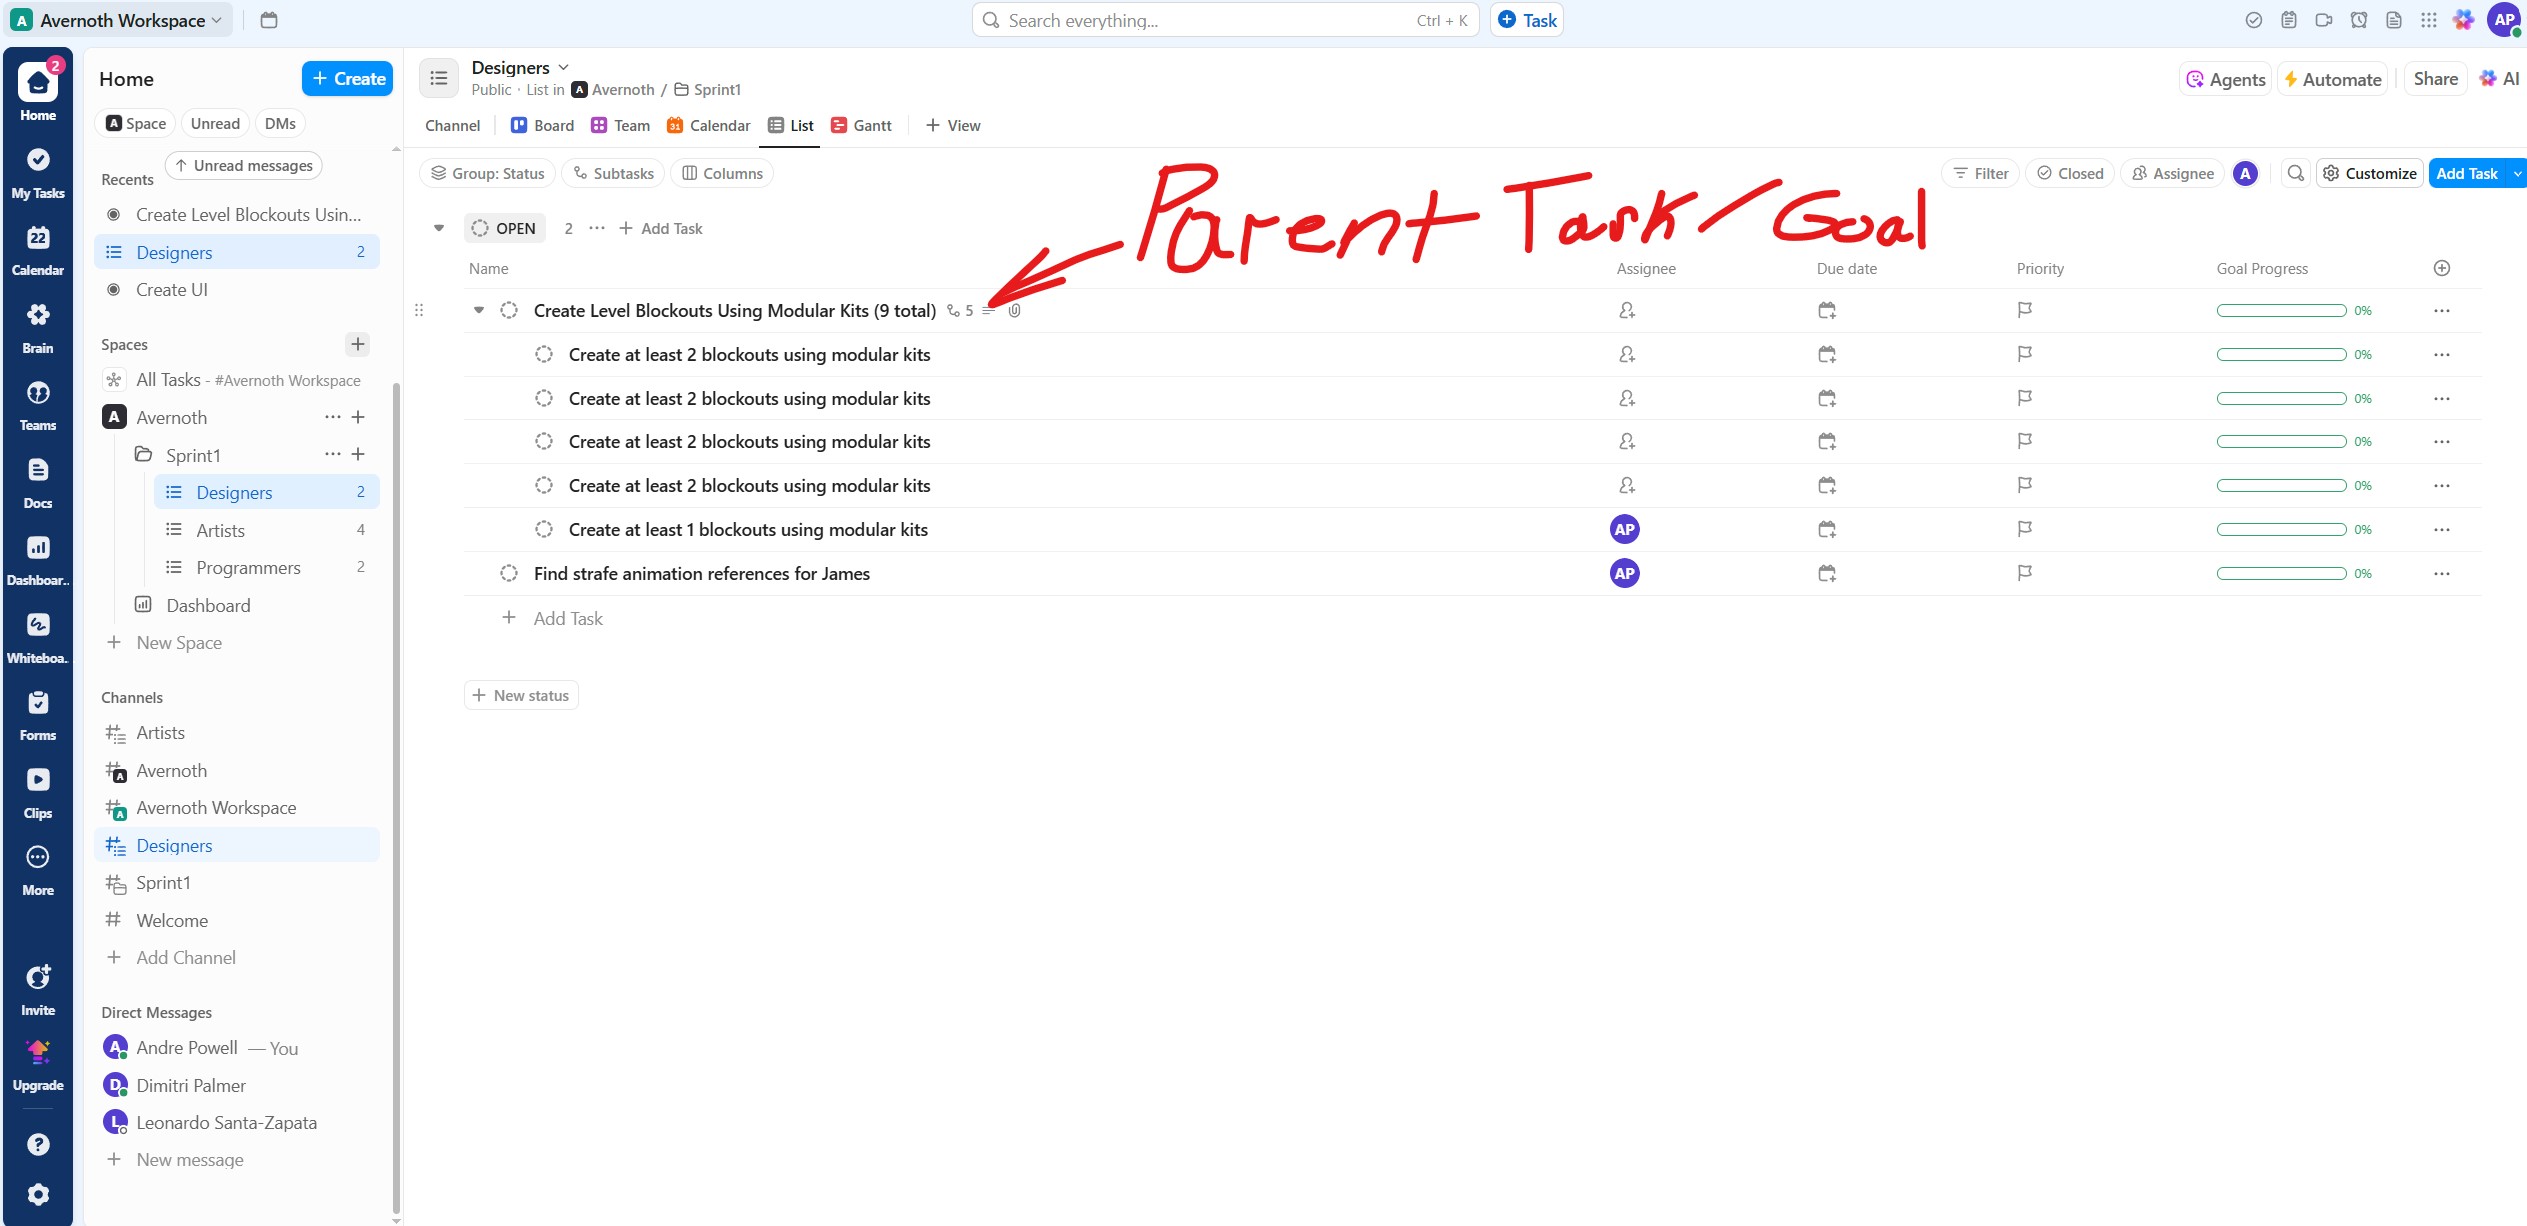 A Avernoth Workspace
Search everything... Ctrl + K
Task
AP
2
Home
My Tasks
22
Calendar
Brain
Teams
Docs
Dashboar..
Whiteboa..
Forms
Clips
More
Invite
Upgrade
Home
Create
A Space
Unread
DMs
Unread messages
Recents
Create Level Blockouts Usin...
Designers 2
Create UI
Spaces
All Tasks - #Avernoth Workspace
A Avernoth
Sprint1
Designers 2
Artists 4
Programmers 2
Dashboard
New Space
Channels
Artists
A Avernoth
A Avernoth Workspace
Designers
Sprint1
Welcome
Add Channel
Direct Messages
A Andre Powell — You
D Dimitri Palmer
L Leonardo Santa-Zapata
New message
Designers
Public · List in A Avernoth / Sprint1
Agents
Automate
Share
AI
Channel
Board
Team
31 Calendar
List
Gantt
View
Group: Status
Subtasks
Columns
Filter
Closed
Assignee
A
Customize
Add Task
Parent Task/Goal
OPEN 2 Add Task
Name Assignee Due date Priority Goal Progress
Create Level Blockouts Using Modular Kits (9 total) 5 0%
Create at least 2 blockouts using modular kits 0%
Create at least 2 blockouts using modular kits 0%
Create at least 2 blockouts using modular kits 0%
Create at least 2 blockouts using modular kits 0%
Create at least 1 blockouts using modular kits AP 0%
Find strafe animation references for James AP 0%
Add Task
New status